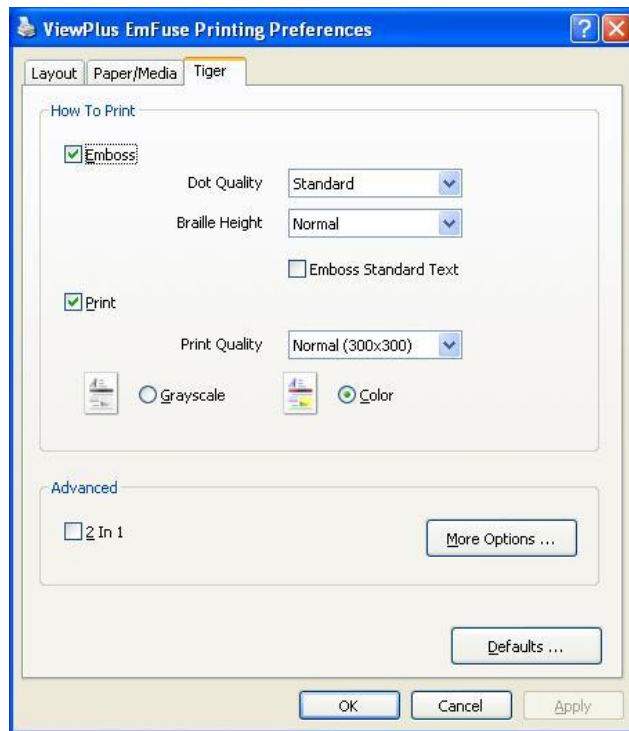 ViewPlus EmFuse Printing Preferences
Layout Paper/Media Tiger
How To Print
Emboss
Dot Quality Standard
Braille Height Normal
Emboss Standard Text
Print
Print Quality Normal (300x300)
Grayscale Color
Advanced
2 In 1 More Options ...
Defaults ...
OK Cancel Apply